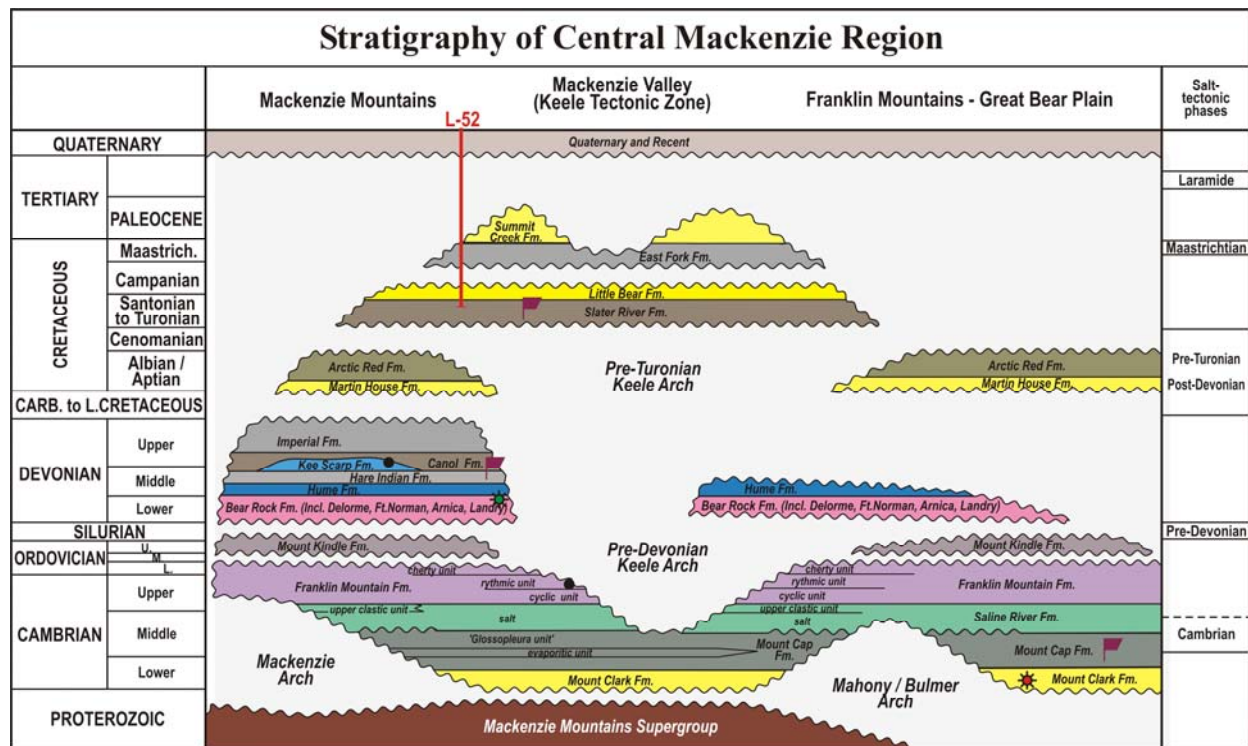 Stratigraphy of Central Mackenzie Region
Mackenzie Mountains
Mackenzie Valley
(Keele Tectonic Zone)
Franklin Mountains - Great Bear Plain
Salt-
tectonic
phases
L-52
QUATERNARY
Quaternary and Recent
TERTIARY
Laramide
PALEOCENE
Summit
Creek Fm.
CRETACEOUS
Maastrich.
East Fork Fm.
Maastrichtian
Campanian
Little Bear Fm.
Santonian
to Turonian
Slater River Fm.
Cenomanian
Albian /
Aptian
Arctic Red Fm.
Martin House Fm.
Pre-Turonian
Keele Arch
Arctic Red Fm.
Martin House Fm.
Pre-Turonian
Post-Devonian
CARB. to L.CRETACEOUS
DEVONIAN
Upper
Imperial Fm.
Kee Scarp Fm.
Canol Fm.
Middle
Hare Indian Fm.
Hume Fm.
Hume Fm.
Lower
Bear Rock Fm. (Incl. Delorme, Ft.Norman, Arnica, Landry)
Bear Rock Fm. (Incl. Delorme, Ft.Norman, Arnica, Landry)
SILURIAN
Pre-Devonian
ORDOVICIAN
U.
M.
L.
Mount Kindle Fm.
Pre-Devonian
Keele Arch
Mount Kindle Fm.
cherty unit
rythmic unit
cyclic unit
Franklin Mountain Fm.
cherty unit
rythmic unit
cyclic unit
Franklin Mountain Fm.
CAMBRIAN
Upper
upper clastic unit
salt
upper clastic unit
salt
Saline River Fm.
Middle
'Glossopleura unit'
evaporitic unit
Mount Cap
Fm.
Mount Cap Fm.
Cambrian
Lower
Mackenzie
Arch
Mount Clark Fm.
Mahony / Bulmer
Arch
Mount Clark Fm.
PROTEROZOIC
Mackenzie Mountains Supergroup